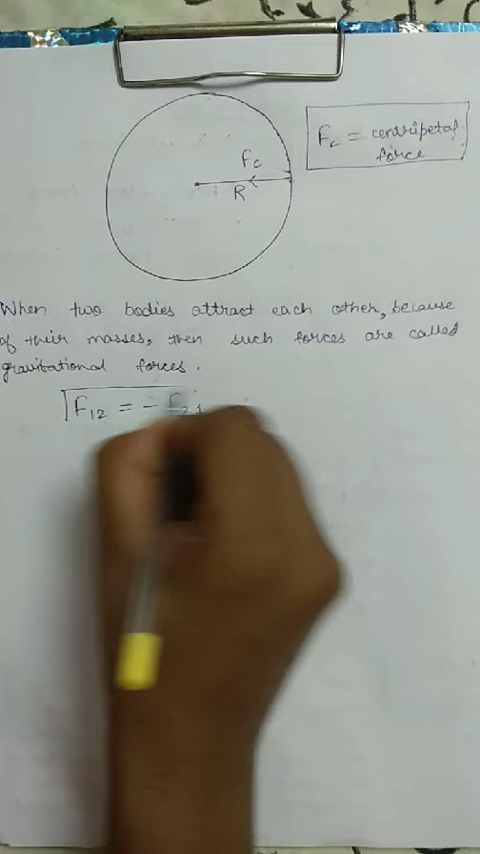 Fc = centripetal
force
Fc
R
When two bodies attract each other, because
of their masses, then such forces are called
gravitational forces.
F12 = - F21